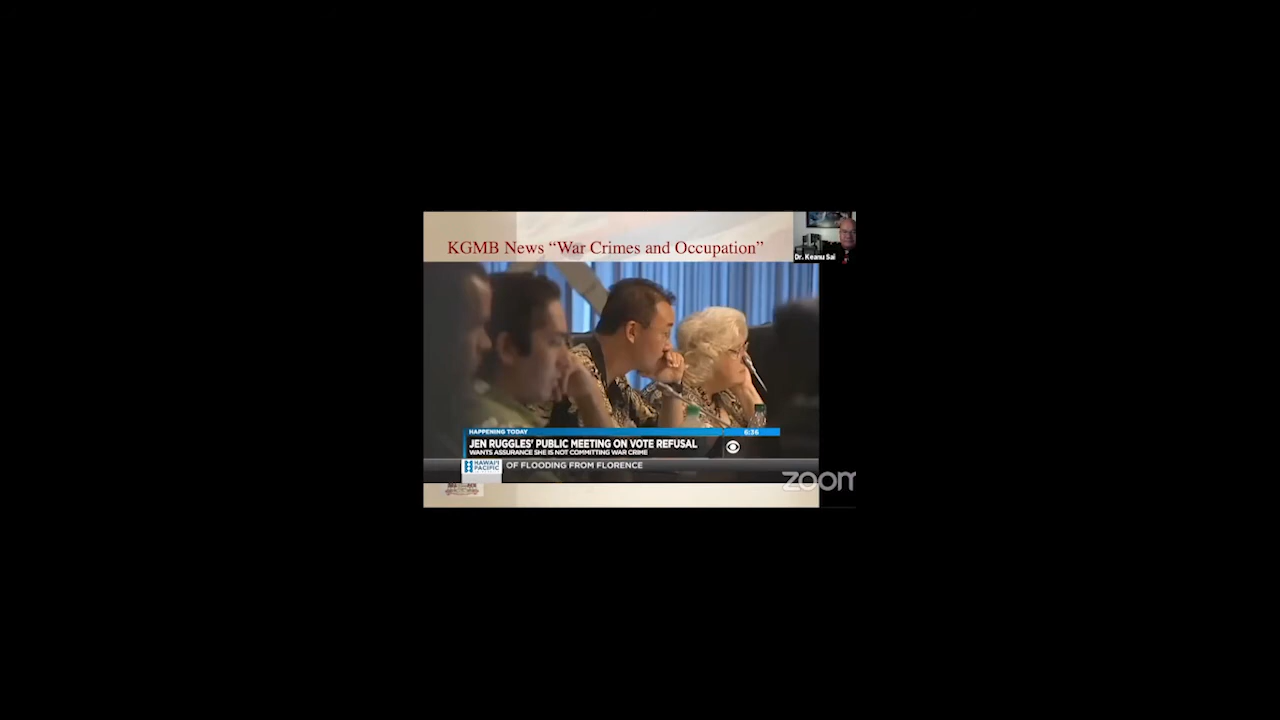 KGMB News “War Crimes and Occupation”
Dr. Keanu Sai
HAPPENING TODAY
6:36
JEN RUGGLES' PUBLIC MEETING ON VOTE REFUSAL
WANTS ASSURANCE SHE IS NOT COMMITTING WAR CRIME
HAWAI'I
PACIFIC
OF FLOODING FROM FLORENCE
zoom